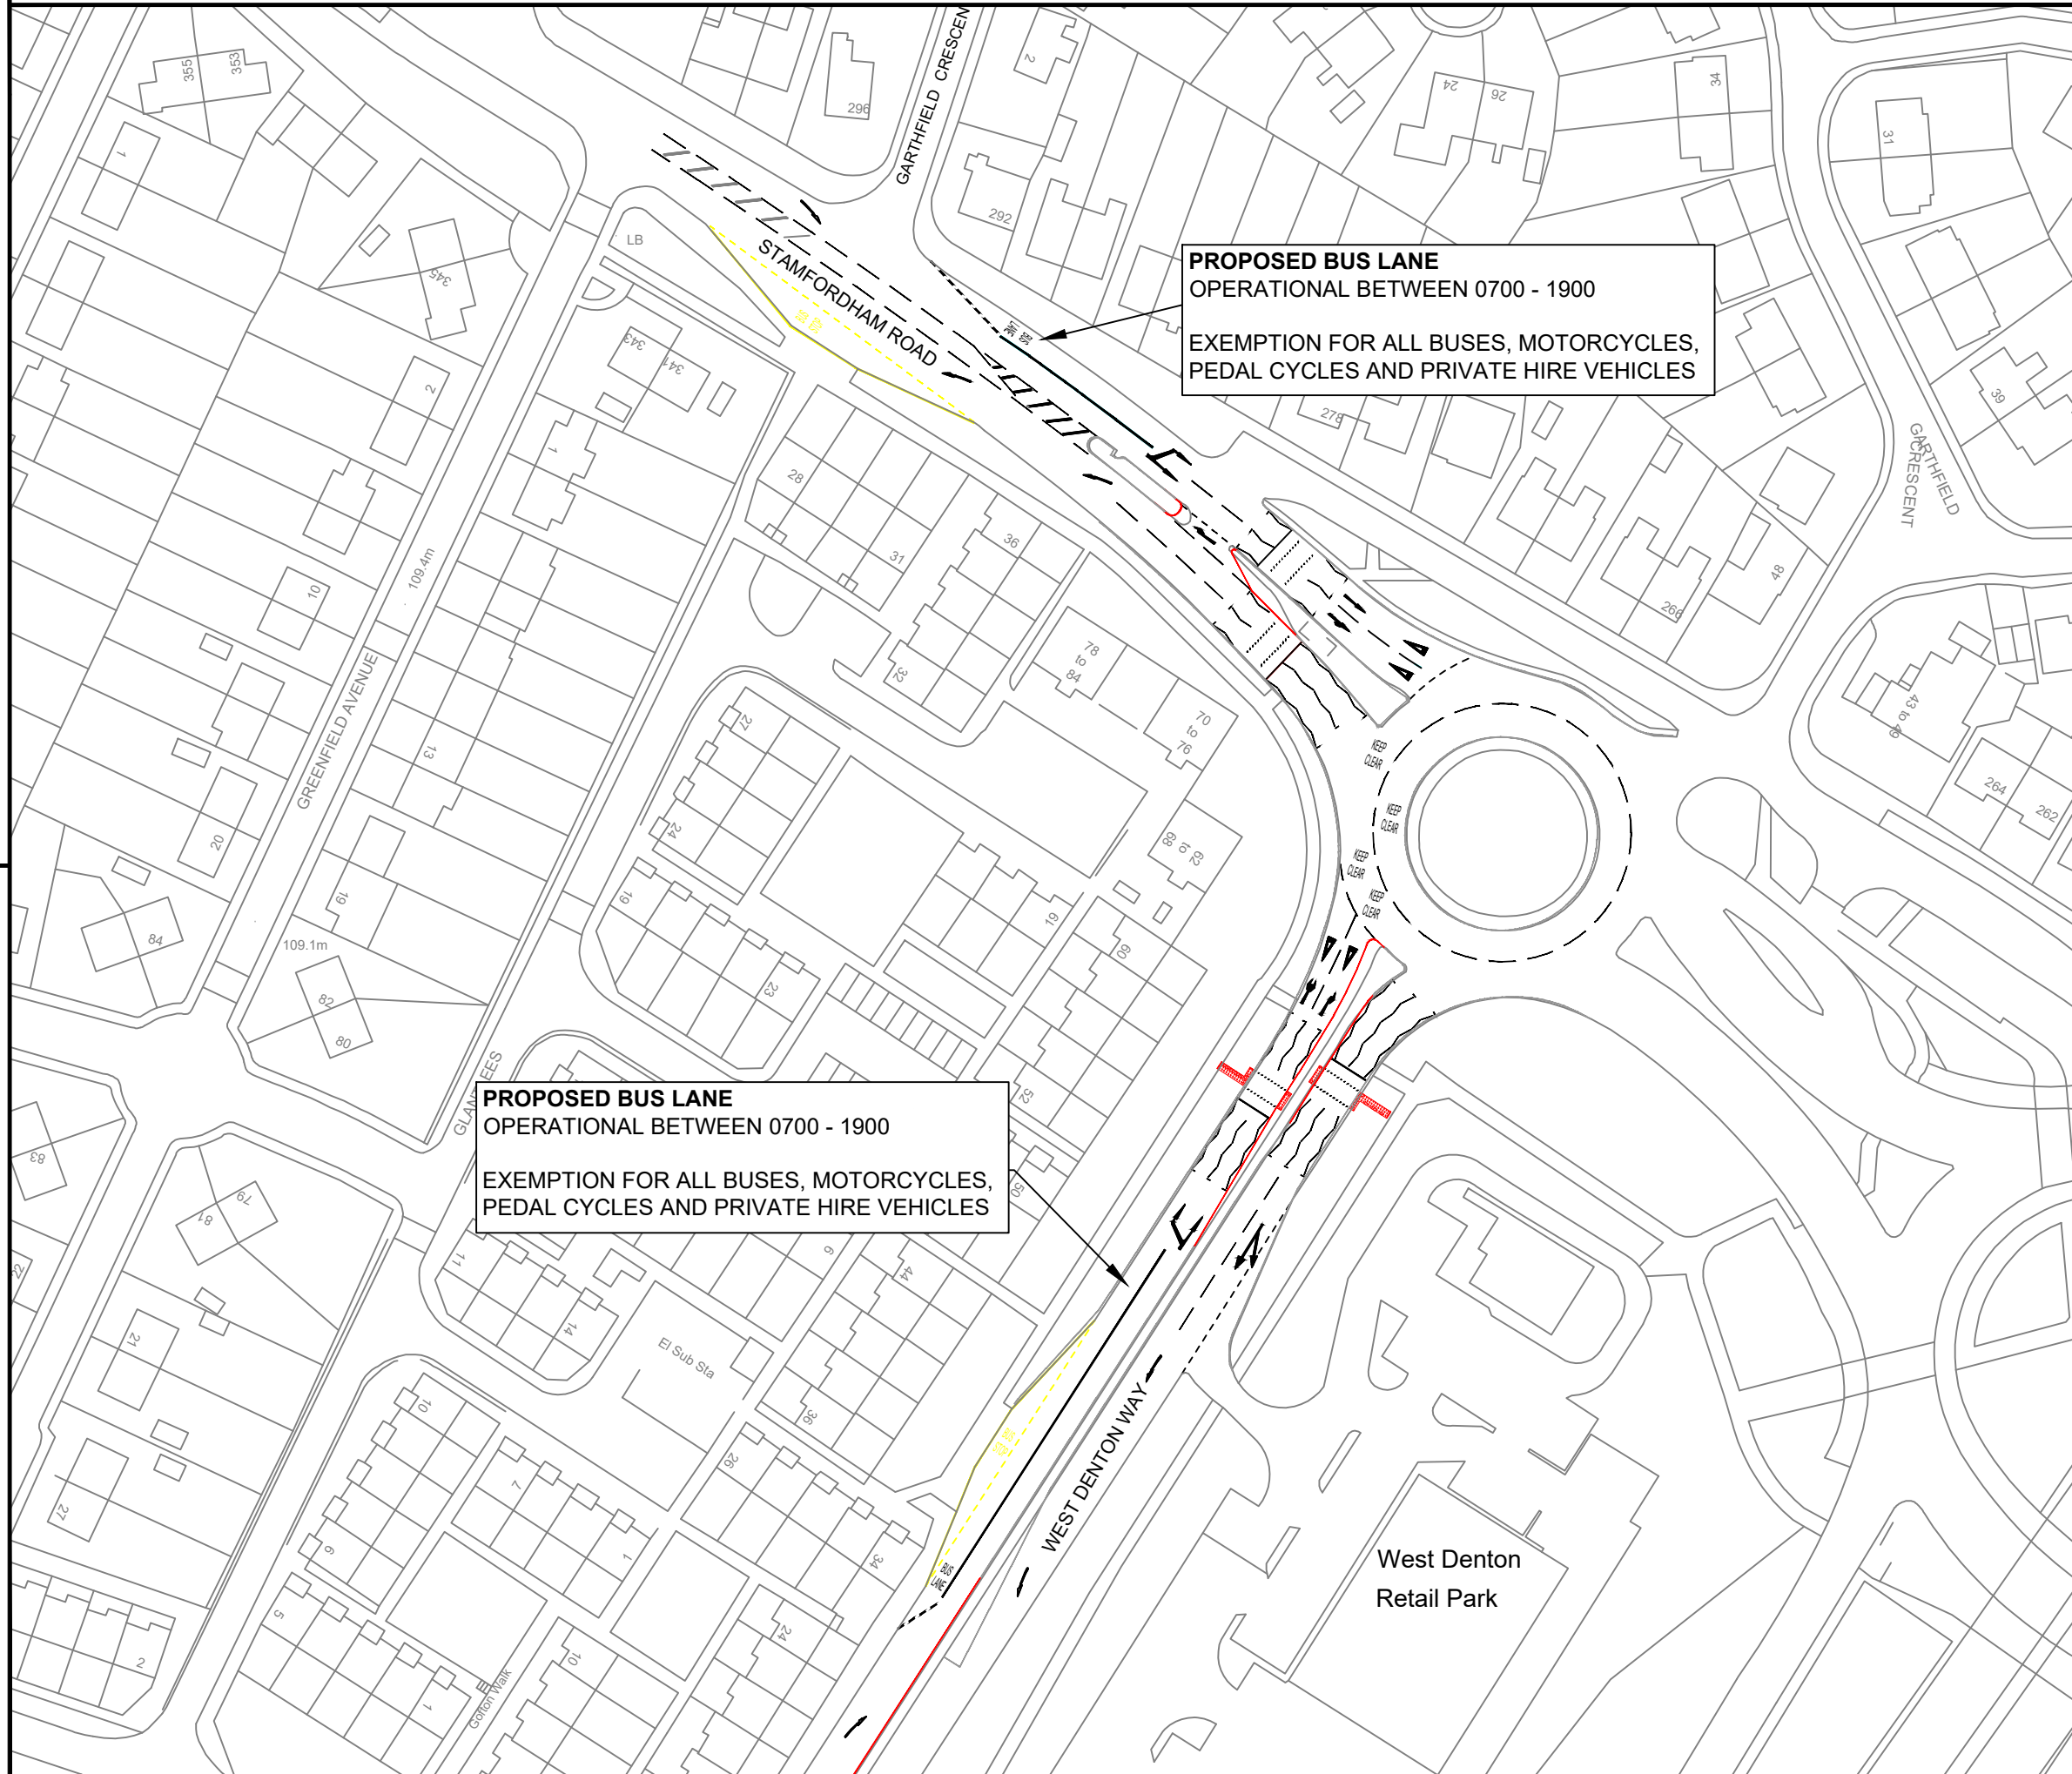 GARTHFIELD CRESCEN
355
353
296
2
24
26
34
31
1
292
LB
345
STAMFORDHAM ROAD
PROPOSED BUS LANE
OPERATIONAL BETWEEN 0700 - 1900
EXEMPTION FOR ALL BUSES, MOTORCYCLES,
PEDAL CYCLES AND PRIVATE HIRE VEHICLES
343
341
2
1
278
39
GARTHFIELD
CRESCENT
28
31
36
109.4m
10
48
266
32
78
to
84
70
to
76
GREENFIELD AVENUE
27
13
43 to 49
264
262
KEEP
CLEAR
KEEP
CLEAR
KEEP
CLEAR
KEEP
CLEAR
20
24
62
to
68
19
19
61
60
84
109.1m
23
82
80
52
83
PROPOSED BUS LANE
OPERATIONAL BETWEEN 0700 - 1900
EXEMPTION FOR ALL BUSES, MOTORCYCLES,
PEDAL CYCLES AND PRIVATE HIRE VEHICLES
50
79
81
22
11
14
44
El Sub Sta
21
36
10
26
7
27
34
1
BUS
LANE
WEST DENTON WAY
West Denton
Retail Park
5
24
10
2
1
Gofton Walk